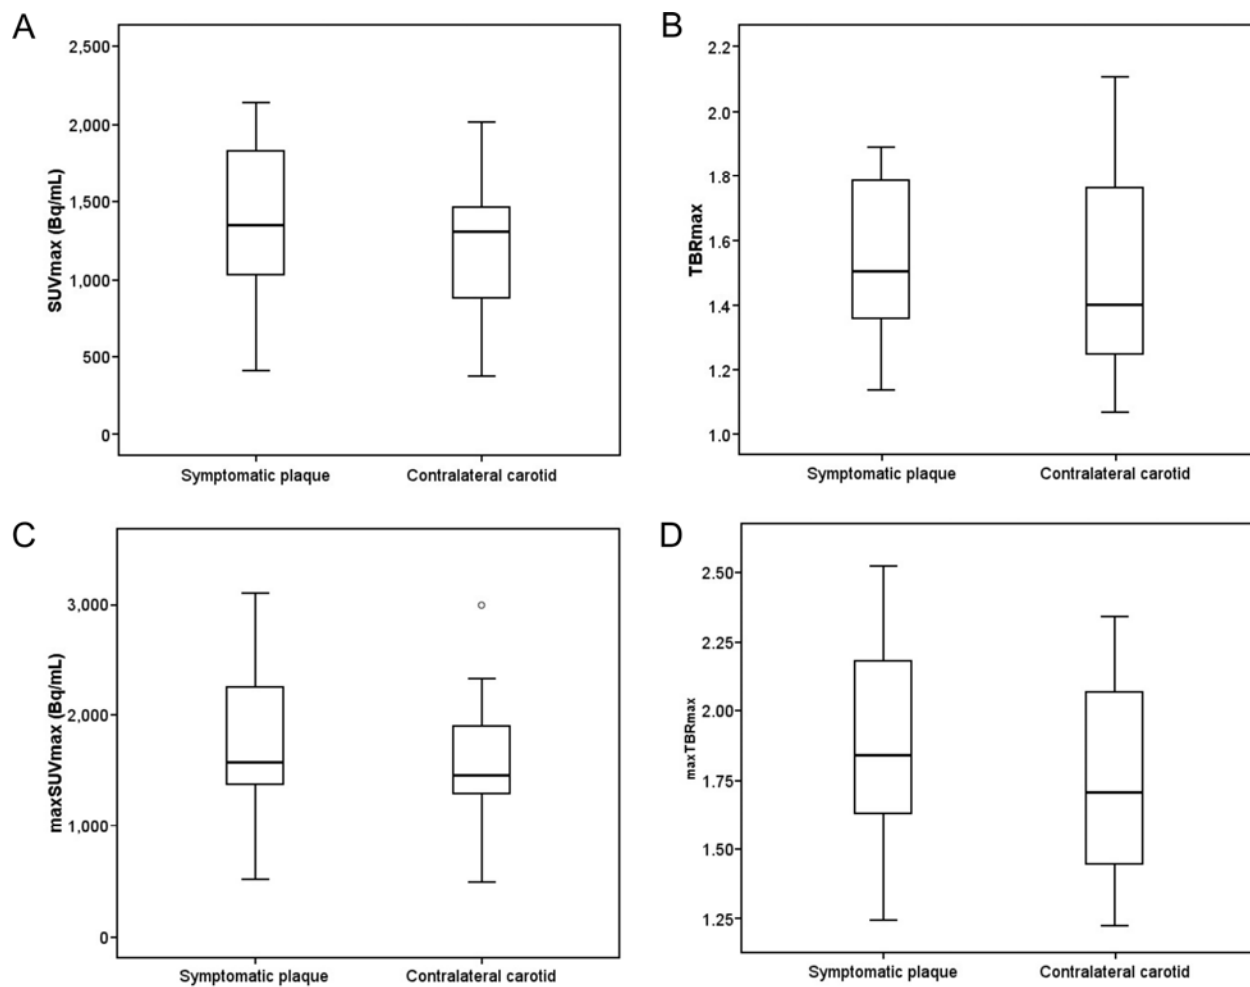 A
SUVmax (Bq/mL)
2,500
2,000
1,500
1,000
500
0
Symptomatic plaque Contralateral carotid
B
TBRmax
2.2
2.0
1.8
1.6
1.4
1.2
1.0
Symptomatic plaque Contralateral carotid
C
maxSUVmax (Bq/mL)
3,000
2,000
1,000
0
Symptomatic plaque Contralateral carotid
D
maxTBRmax
2.50
2.25
2.00
1.75
1.50
1.25
Symptomatic plaque Contralateral carotid